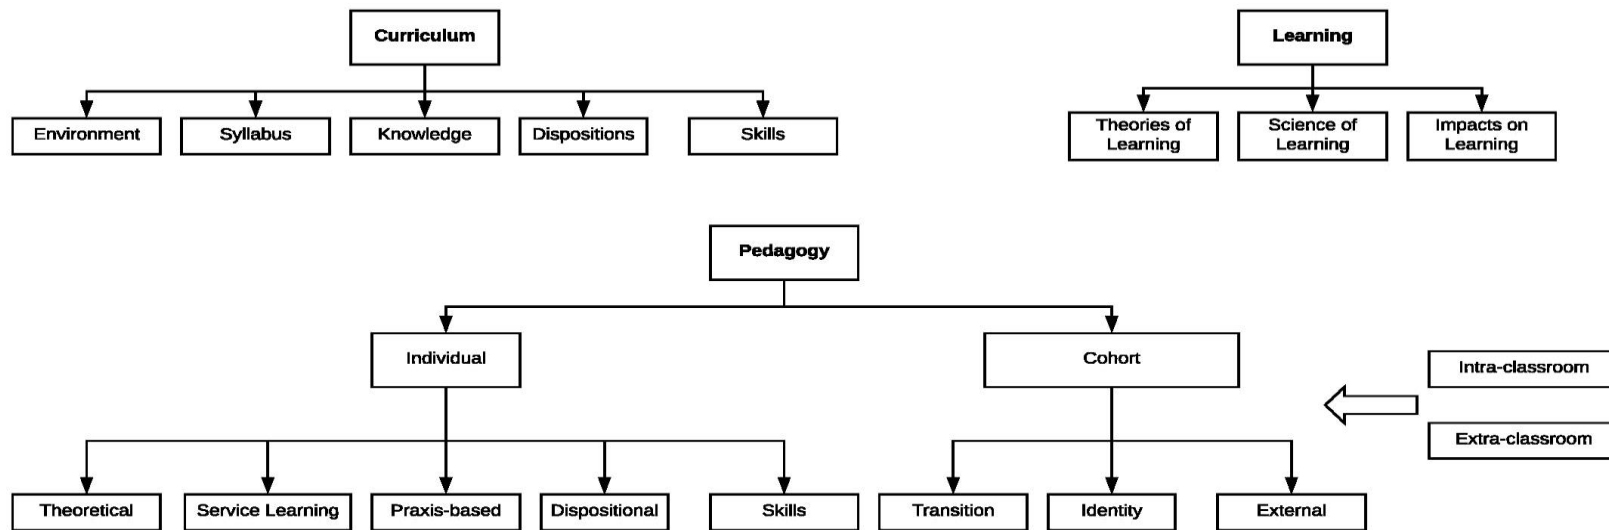 Curriculum
Learning
Environment
Syllabus
Knowledge
Dispositions
Skills
Theories of
Learning
Science of
Learning
Impacts on
Learning
Pedagogy
Individual
Cohort
Intra-classroom
Extra-classroom
Theoretical
Service Learning
Praxis-based
Dispositional
Skills
Transition
Identity
External